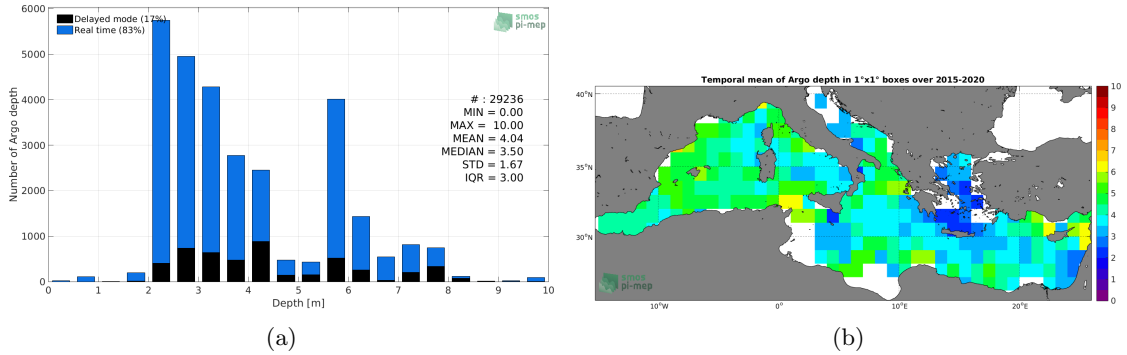 Delayed mode (17%)
Real time (83%)
smos
pi-mep
6000
5000
4000
3000
2000
1000
0
Number of Argo depth
# : 29236
MIN = 0.00
MAX = 10.00
MEAN = 4.04
MEDIAN = 3.50
STD = 1.67
IQR = 3.00
0 1 2 3 4 5 6 7 8 9 10
Depth [m]
(a)
Temporal mean of Argo depth in 1°x1° boxes over 2015-2020
40°N
35°N
30°N
10°W 0° 10°E 20°E
smos
pi-mep
10
9
8
7
6
5
4
3
2
1
0
(b)